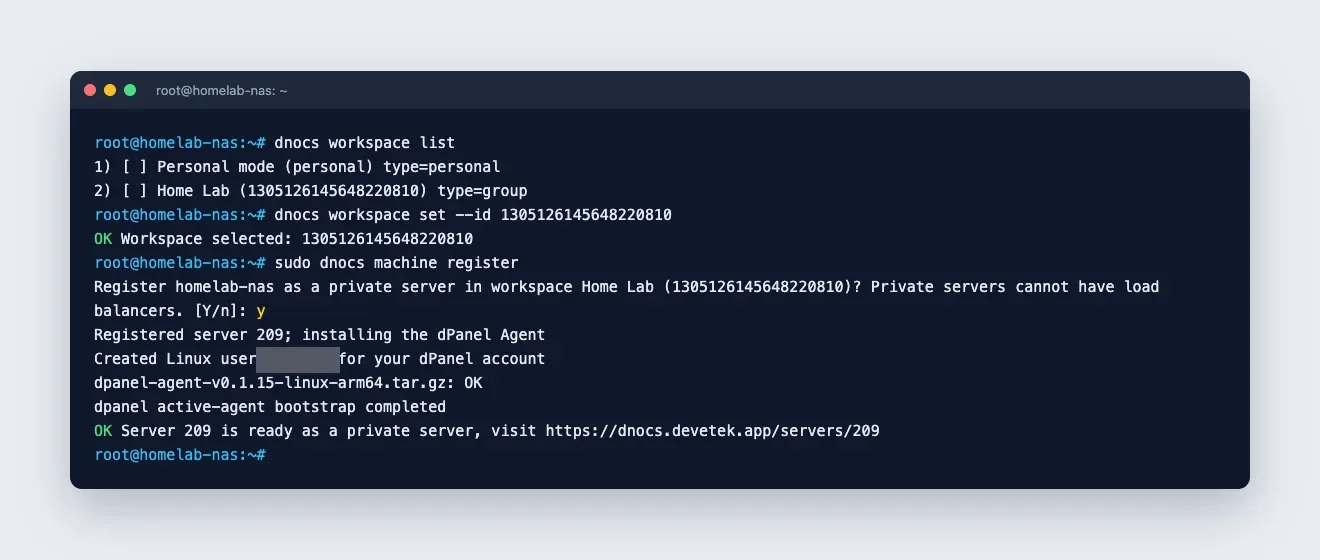 root@homelab-nas: ~
root@homelab-nas:~# dnocs workspace list
1) [ ] Personal mode (personal) type=personal
2) [ ] Home Lab (1305126145648220810) type=group
root@homelab-nas:~# dnocs workspace set --id 1305126145648220810
OK Workspace selected: 1305126145648220810
root@homelab-nas:~# sudo dnocs machine register
Register homelab-nas as a private server in workspace Home Lab (1305126145648220810)? Private servers cannot have load
balancers. [Y/n]: y
Registered server 209; installing the dPanel Agent
Created Linux user for your dPanel account
dpanel-agent-v0.1.15-linux-arm64.tar.gz: OK
dpanel active-agent bootstrap completed
OK Server 209 is ready as a private server, visit https://dnocs.devetek.app/servers/209
root@homelab-nas:~#